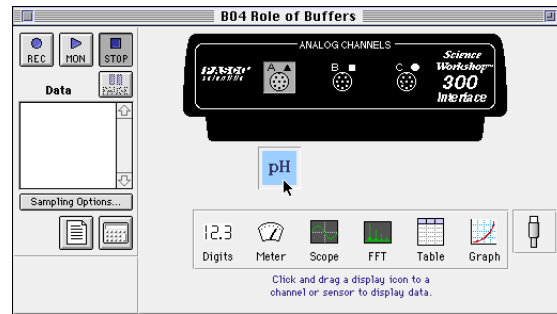 B04 Role of Buffers
REC MON STOP
PAUSE
Data
Sampling Options...
ANALOG CHANNELS
A B C
PASCO
scientific
Science
Workshop™
300
Interface
pH
12.3
Digits Meter Scope FFT Table Graph
Click and drag a display icon to a
channel or sensor to display data.